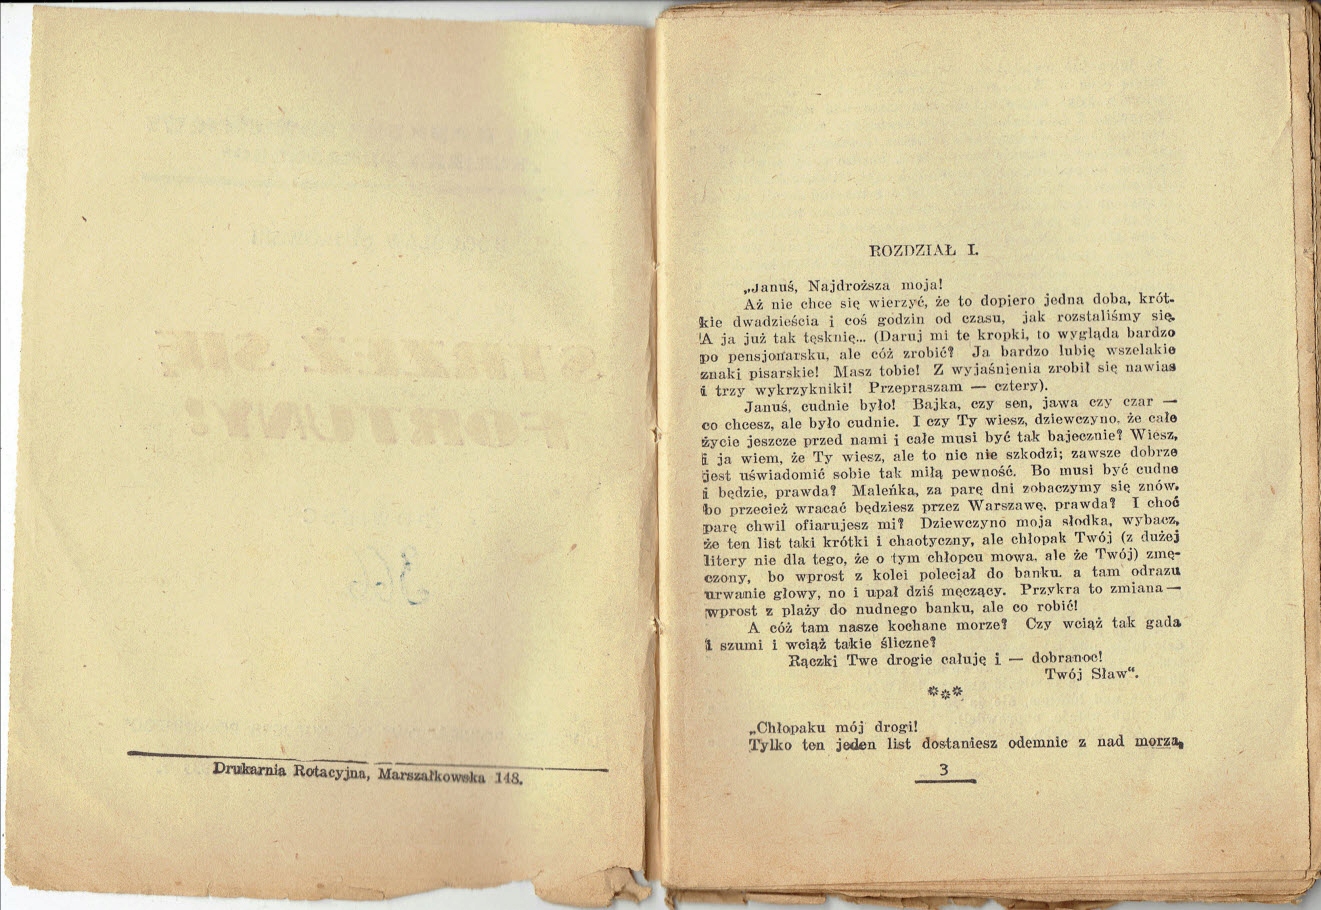 Drukarnia Rotacyjna, Marszałkowska 148.
ROZDZIAŁ I.
„Januś, Najdroższa moja!
Aż nie chce się wierzyć, że to dopiero jedna doba, krót-
kie dwadzieścia i coś godzin od czasu, jak rozstaliśmy się.
A ja już tak tęsknię... (Daruj mi te kropki, to wygląda bardzo
po pensjonarsku, ale cóż zrobić? Ja bardzo lubię wszelakie
znaki pisarskie! Masz tobie! Z wyjaśnienia zrobił się nawias
i trzy wykrzykniki! Przepraszam — cztery).
Januś, cudnie było! Bajka, czy sen, jawa czy czar —
co chcesz, ale było cudnie. I czy Ty wiesz, dziewczyno, że całe
życie jeszcze przed nami i całe musi być tak bajecznie? Wiesz,
i ja wiem, że Ty wiesz, ale to nic nie szkodzi; zawsze dobrze
jest uświadomić sobie tak miłą pewność. Bo musi być cudne
i będzie, prawda? Maleńka, za parę dni zobaczymy się znów.
bo przecież wracać będziesz przez Warszawę, prawda? I choć
parę chwil ofiarujesz mi? Dziewczyno moja słodka, wybacz,
że ten list taki krótki i chaotyczny, ale chłopak Twój (z dużej
litery nie dla tego, że o tym chłopcu mowa, ale że Twój) zmę-
czony, bo wprost z kolei poleciał do banku. a tam odrazu
urwanie głowy, no i upał dziś męczący. Przykra to zmiana —
wprost z plaży do nudnego banku, ale co robić!
A cóż tam nasze kochane morze? Czy wciąż tak gada
i szumi i wciąż takie śliczne?
Rączki Twe drogie całuję i — dobranoc!
Twój Sław“.
***
„Chłopaku mój drogi!
Tylko ten jeden list dostaniesz odemnie z nad morza,
3